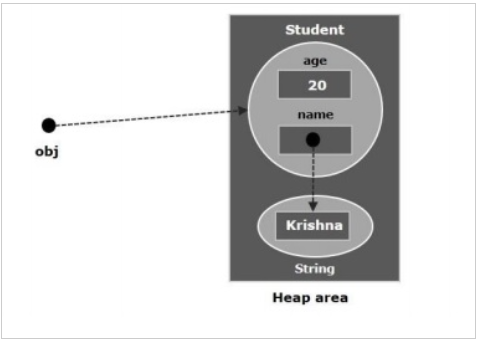 Student
age
20
name
obj
Krishna
String
Heap area